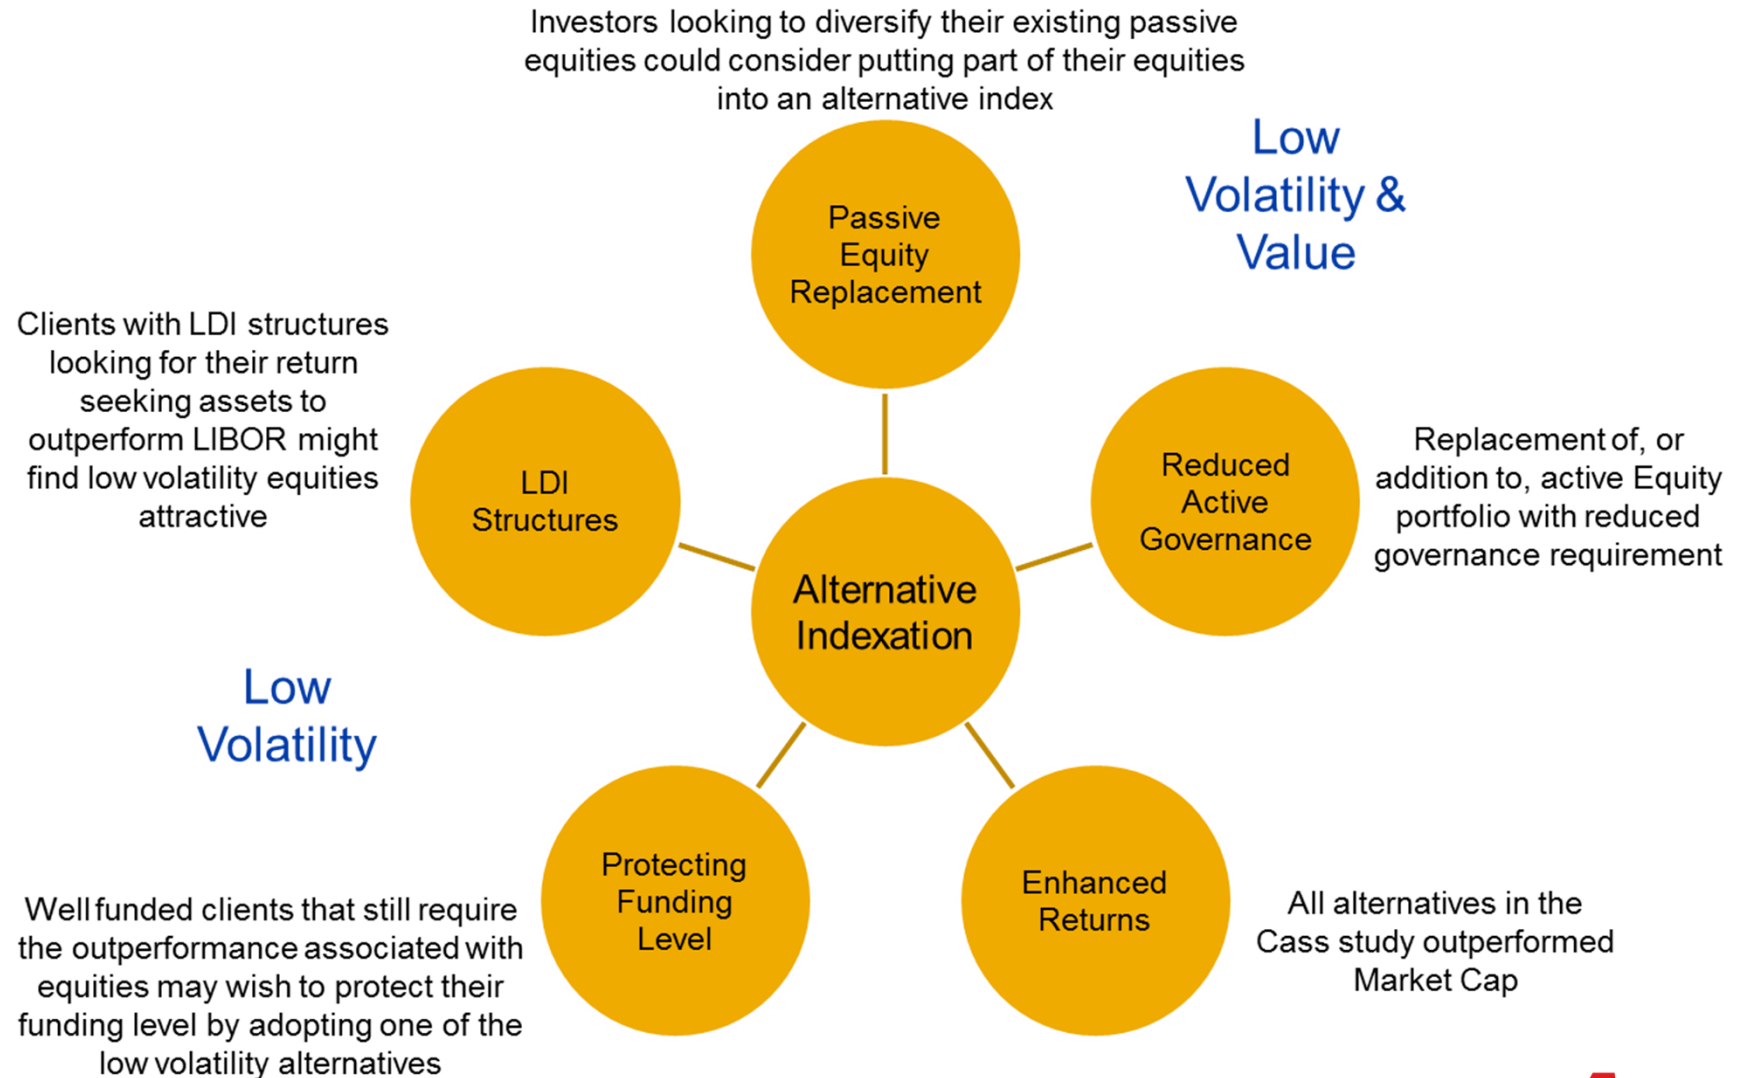 Investors looking to diversify their existing passive
equities could consider putting part of their equities
into an alternative index
Low
Volatility &
Value
Passive
Equity
Replacement
Clients with LDI structures
looking for their return
seeking assets to
outperform LIBOR might
find low volatility equities
attractive
LDI
Structures
Reduced
Active
Governance
Replacement of, or
addition to, active Equity
portfolio with reduced
governance requirement
Alternative
Indexation
Low
Volatility
Protecting
Funding
Level
Enhanced
Returns
Well funded clients that still require
the outperformance associated with
equities may wish to protect their
funding level by adopting one of the
low volatility alternatives
All alternatives in the
Cass study outperformed
Market Cap